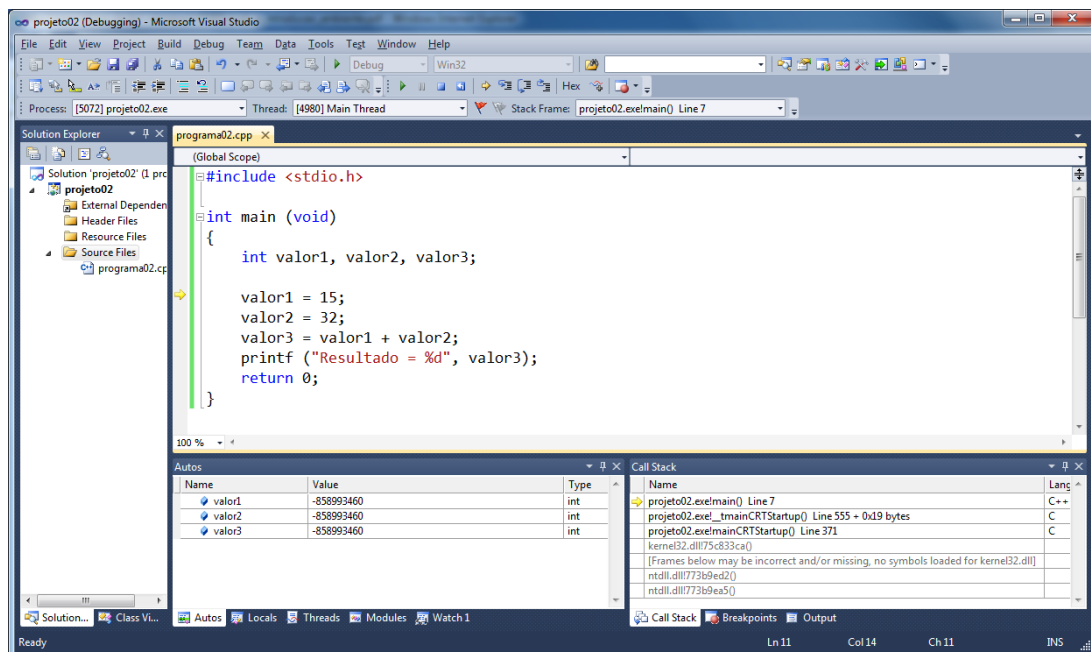 projeto02 (Debugging) - Microsoft Visual Studio
File Edit View Project Build Debug Team Data Tools Test Window Help
Debug Win32
Hex
Process: [5072] projeto02.exe Thread: [4980] Main Thread Stack Frame: projeto02.exe!main() Line 7
Solution Explorer
Solution 'projeto02' (1 prc
projeto02
External Dependen
Header Files
Resource Files
Source Files
programa02.cp
programa02.cpp
(Global Scope)
#include <stdio.h>
int main (void)
{
int valor1, valor2, valor3;
valor1 = 15;
valor2 = 32;
valor3 = valor1 + valor2;
printf ("Resultado = %d", valor3);
return 0;
}
100 %
Autos
Name Value Type
valor1 -858993460 int
valor2 -858993460 int
valor3 -858993460 int
Call Stack
Name Lang
projeto02.exe!main() Line 7 C++
projeto02.exe!__tmainCRTStartup() Line 555 + 0x19 bytes C
projeto02.exe!mainCRTStartup() Line 371 C
kernel32.dll!75c833ca()
[Frames below may be incorrect and/or missing, no symbols loaded for kernel32.dll]
ntdll.dll!773b9ed2()
ntdll.dll!773b9ea5()
Solution... Class Vi... Autos Locals Threads Modules Watch 1 Call Stack Breakpoints Output
Ready Ln 11 Col 14 Ch 11 INS